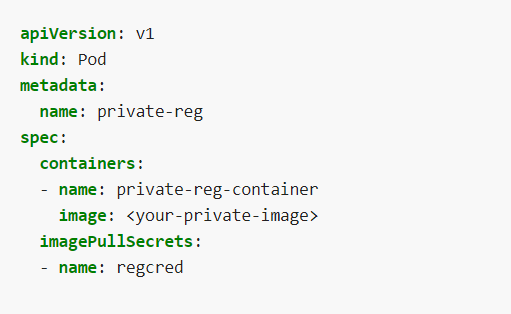 apiVersion: v1
kind: Pod
metadata:
  name: private-reg
spec:
  containers:
  - name: private-reg-container
    image: <your-private-image>
  imagePullSecrets:
  - name: regcred